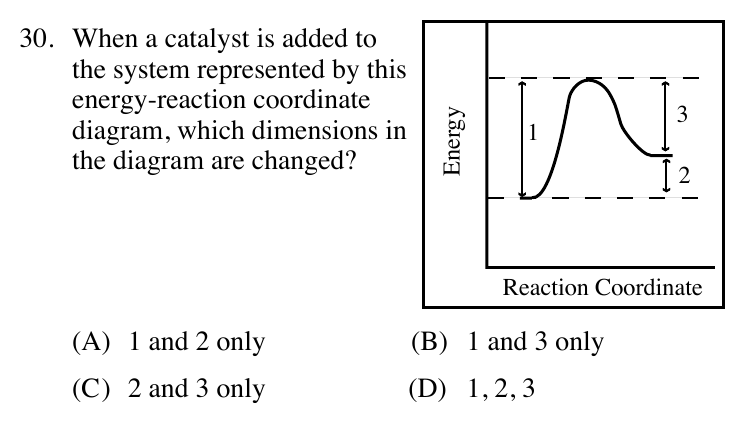 30. When a catalyst is added to
the system represented by this
energy-reaction coordinate
diagram, which dimensions in
the diagram are changed?
Energy
1
3
2
Reaction Coordinate
(A) 1 and 2 only
(B) 1 and 3 only
(C) 2 and 3 only
(D) 1, 2, 3